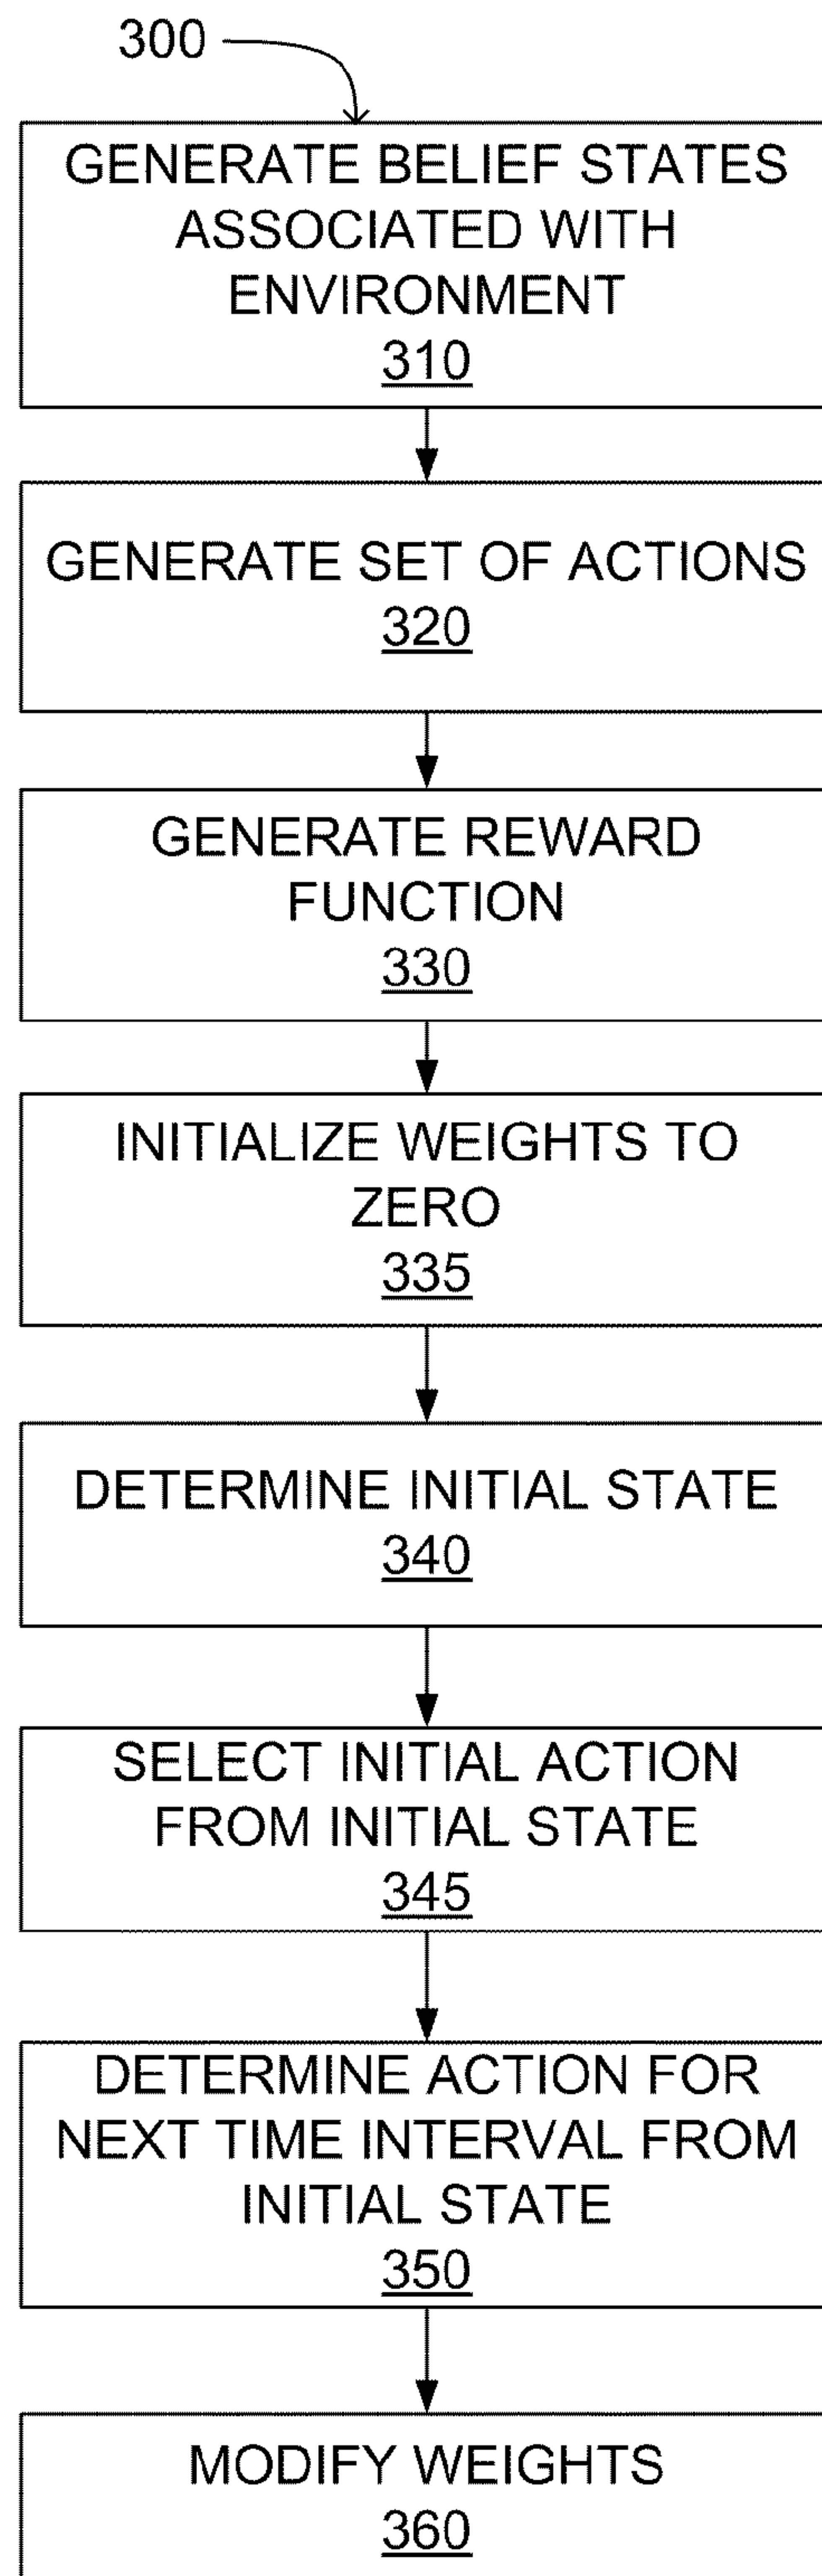 300
GENERATE BELIEF STATES
ASSOCIATED WITH
ENVIRONMENT
310
GENERATE SET OF ACTIONS
320
GENERATE REWARD
FUNCTION
330
INITIALIZE WEIGHTS TO
ZERO
335
DETERMINE INITIAL STATE
340
SELECT INITIAL ACTION
FROM INITIAL STATE
345
DETERMINE ACTION FOR
NEXT TIME INTERVAL FROM
INITIAL STATE
350
MODIFY WEIGHTS
360